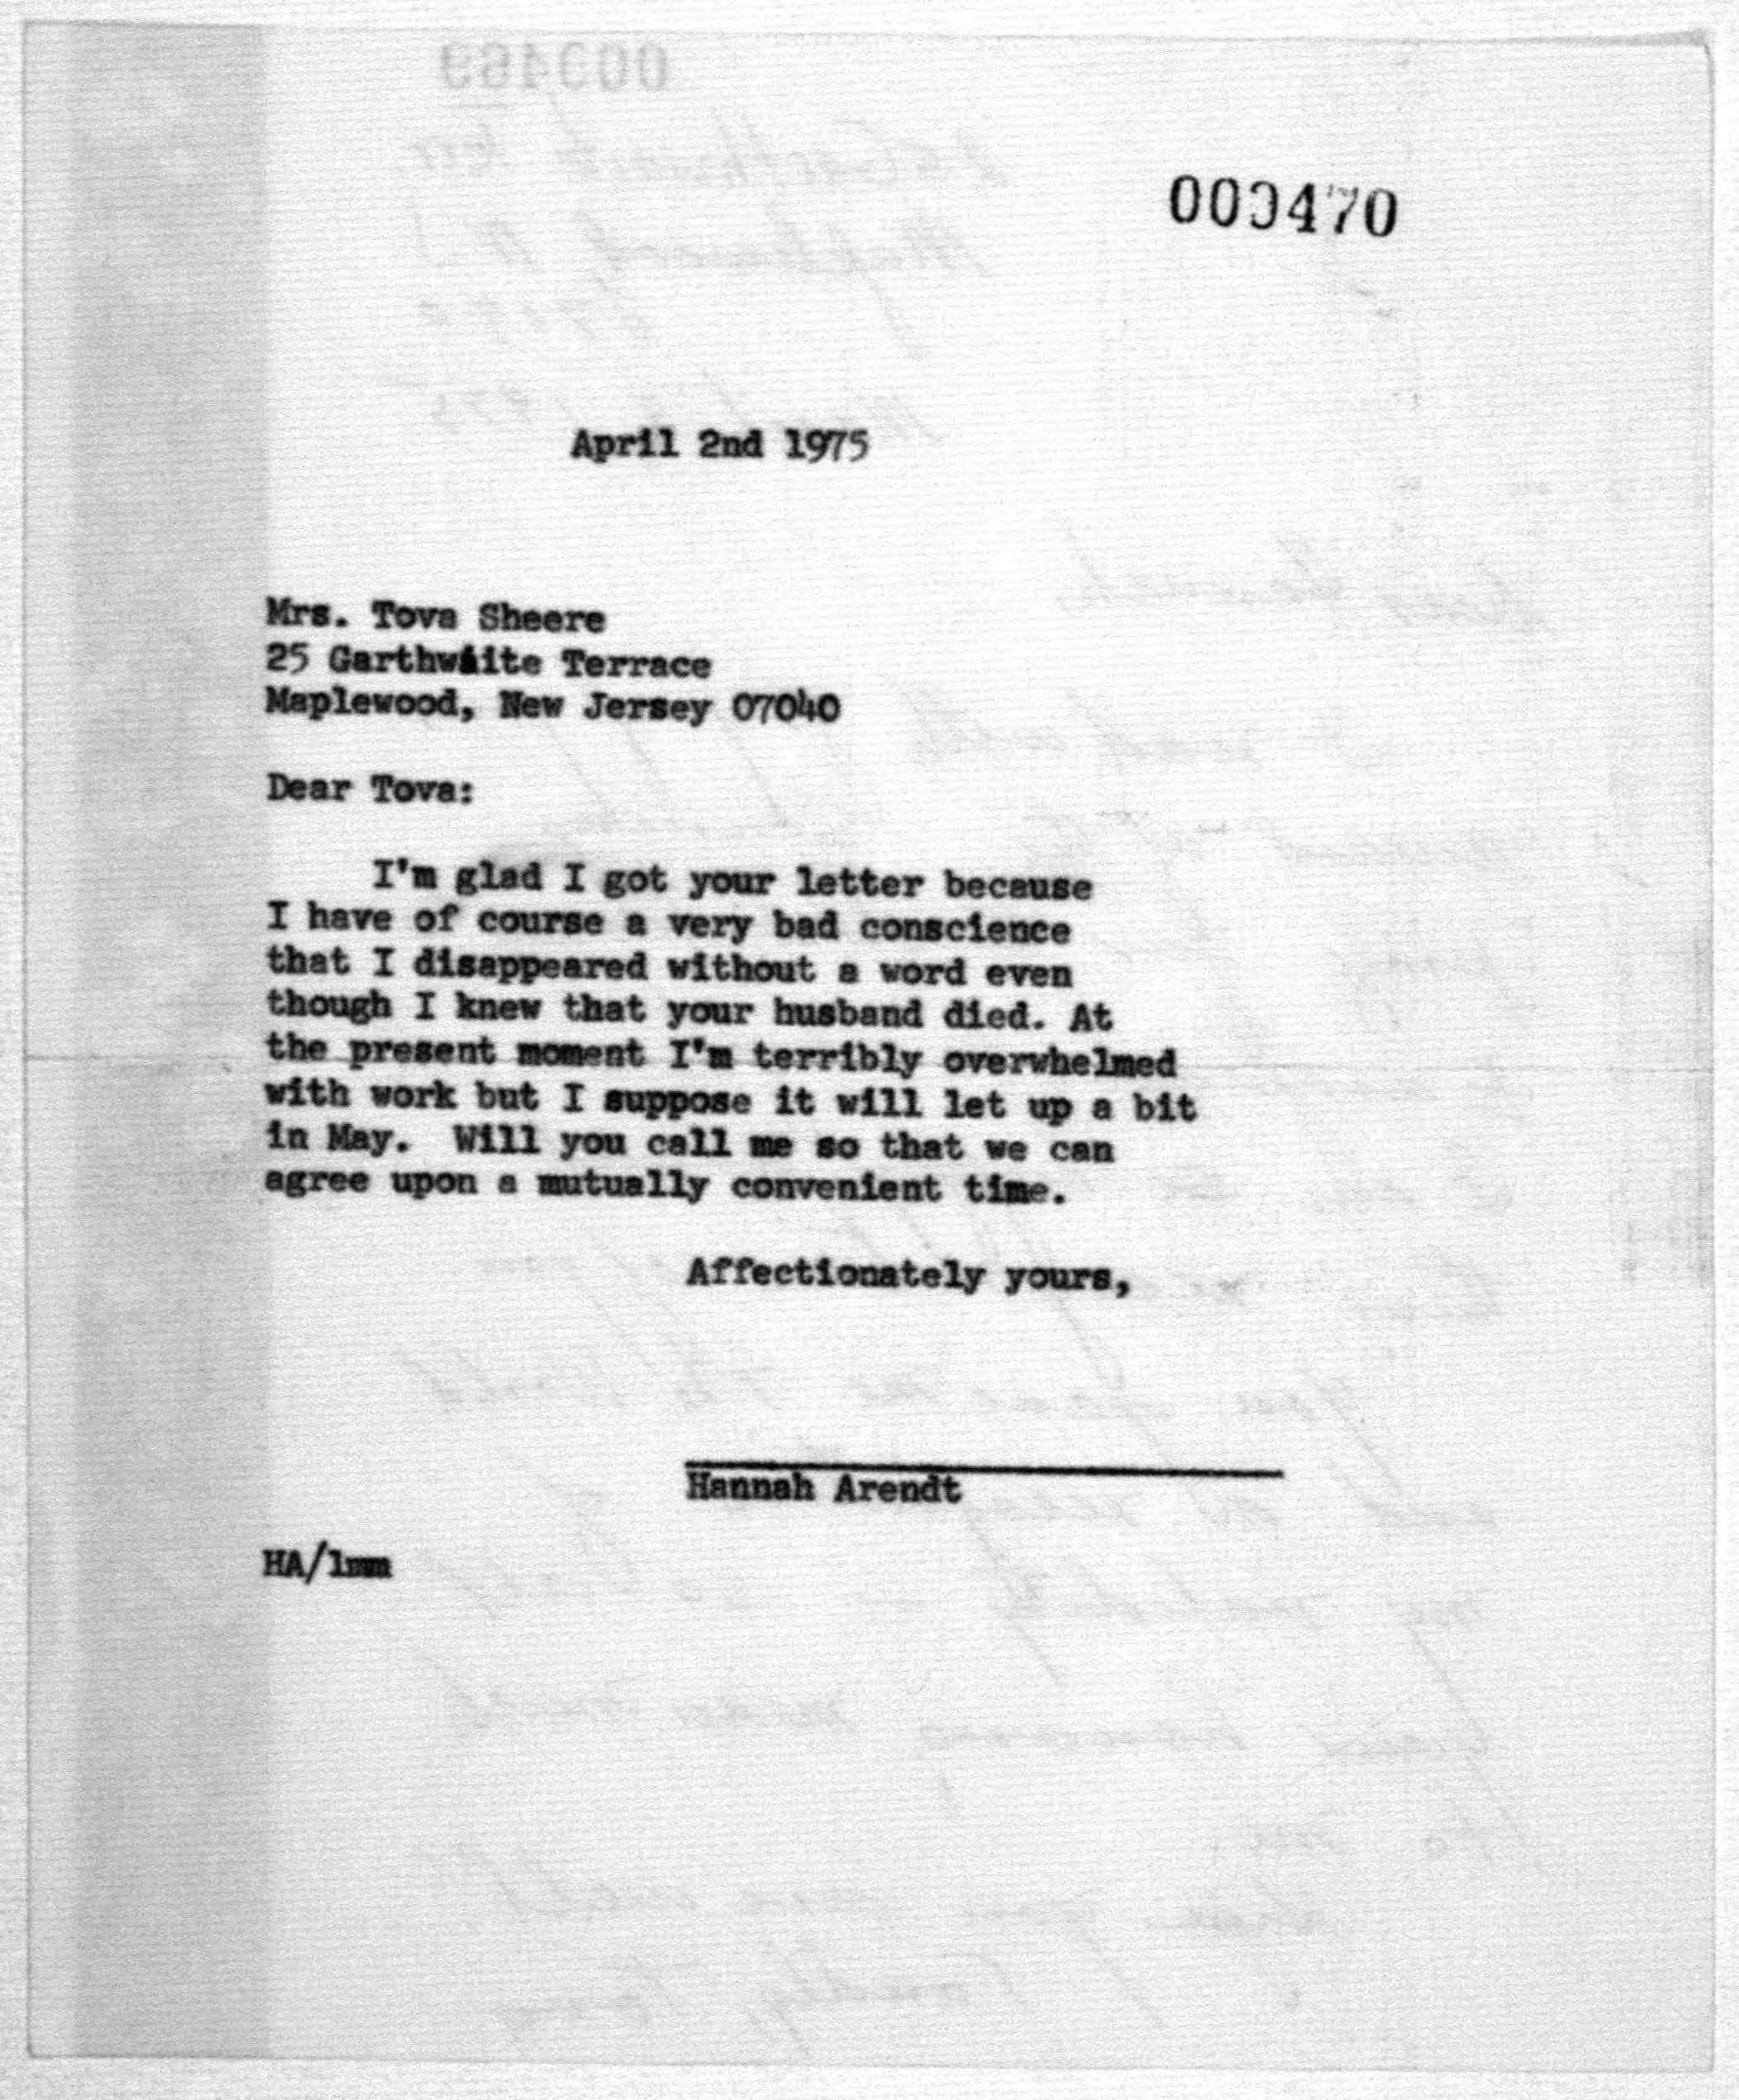 000470
April 2nd 1975
Mrs. Tova Sheere
25 Garthwaite Terrace
Maplewood, New Jersey 07040
Dear Tova:
I'm glad I got your letter because
I have of course a very bad conscience
that I disappeared without a word even
though I knew that your husband died. At
the present moment I'm terribly overwhelmed
with work but I suppose it will let up a bit
in May. Will you call me so that we can
agree upon a mutually convenient time.
Affectionately yours,
Hannah Arendt
HA/lmm